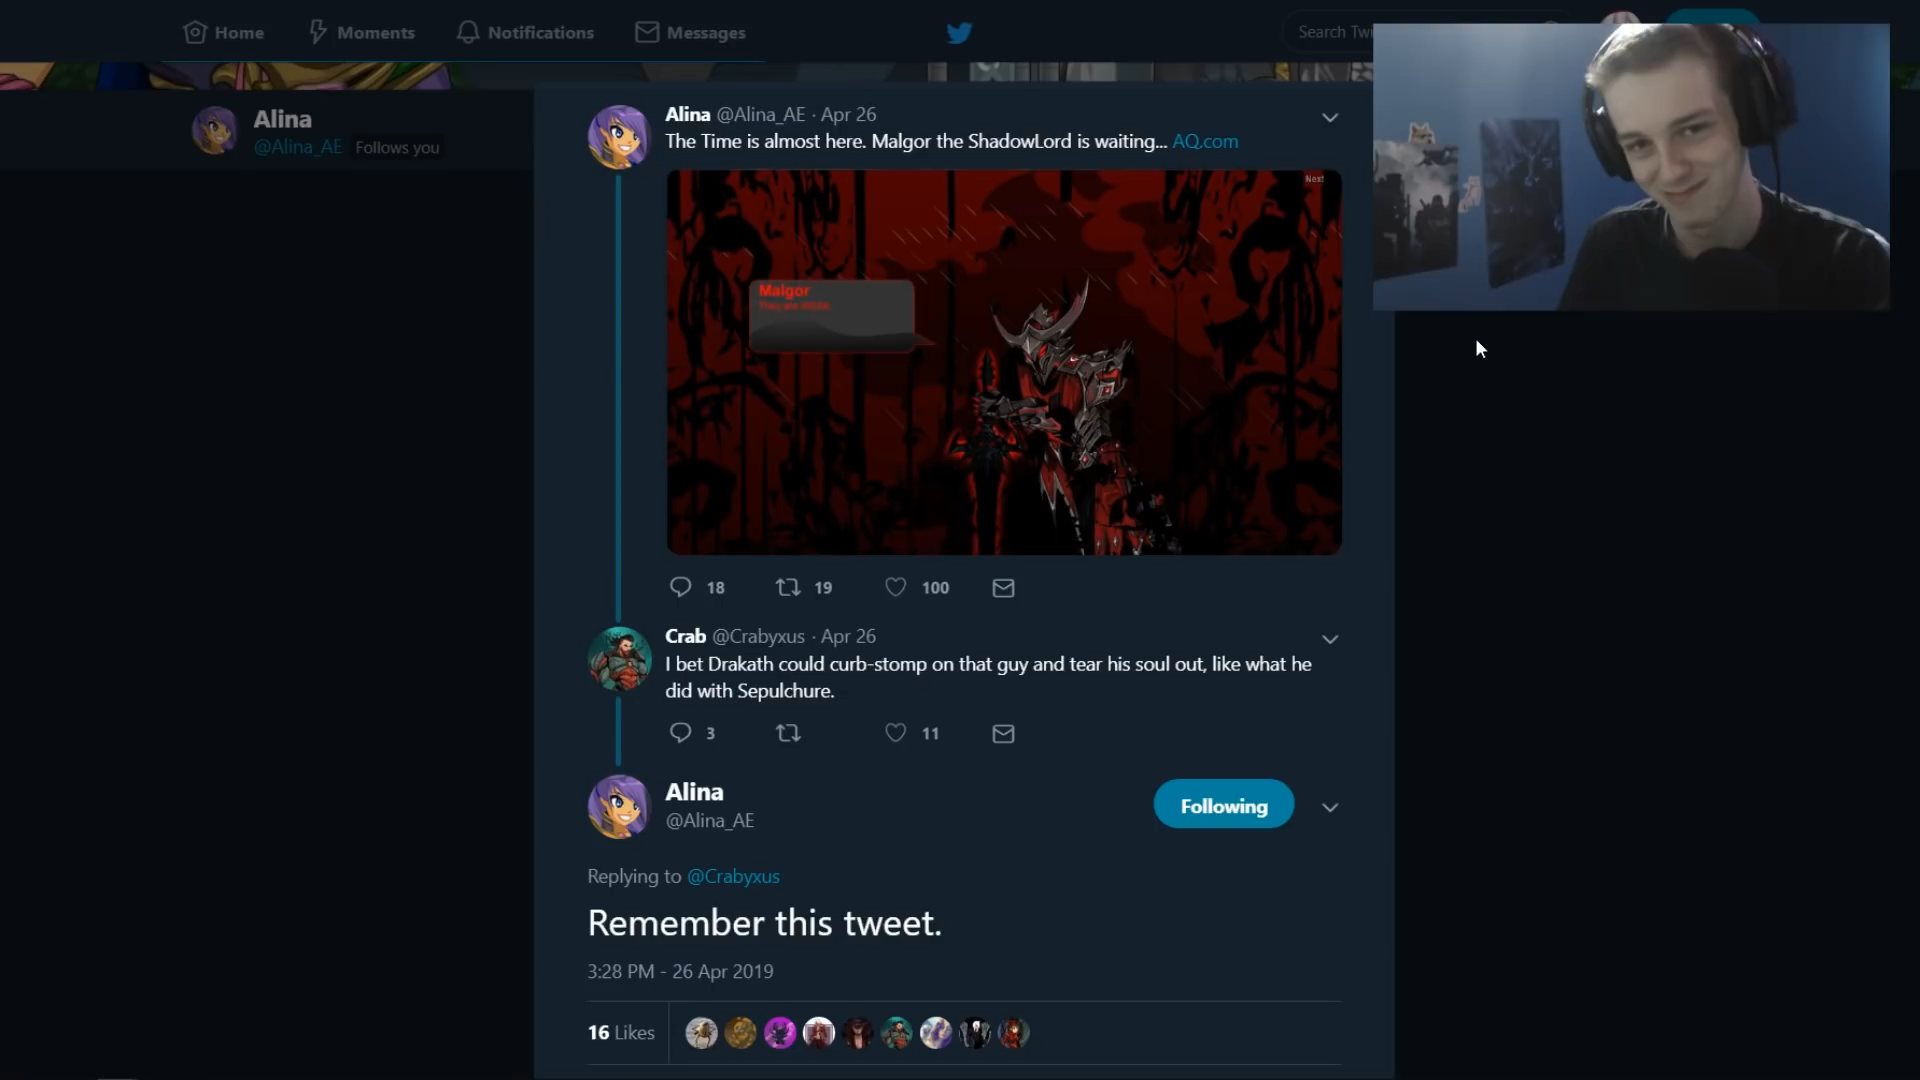 Home
Moments
Notifications
Messages
Search Twi
Alina
@Alina_AE Follows you
Alina @Alina_AE · Apr 26
The Time is almost here. Malgor the ShadowLord is waiting... AQ.com
Next
Malgor
18 19 100
Crab @Crabyxus · Apr 26
I bet Drakath could curb-stomp on that guy and tear his soul out, like what he
did with Sepulchure.
3 11
Alina
@Alina_AE
Following
Replying to @Crabyxus
Remember this tweet.
3:28 PM - 26 Apr 2019
16 Likes